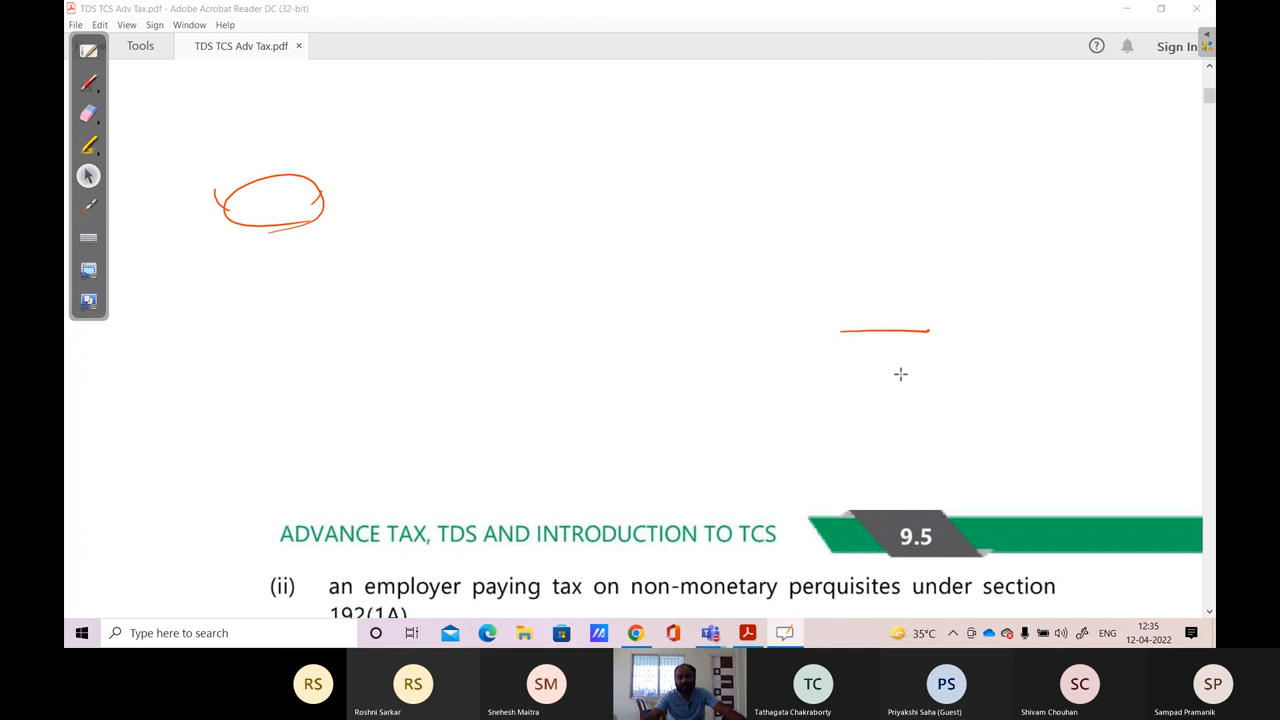 TDS TCS Adv Tax.pdf - Adobe Acrobat Reader DC (32-bit)
File Edit View Sign Window Help
Tools TDS TCS Adv Tax.pdf × Sign In
ADVANCE TAX, TDS AND INTRODUCTION TO TCS 9.5
(ii) an employer paying tax on non-monetary perquisites under section
192(1A)
Type here to search 35°C ENG 12:35
12-04-2022
RS RS SM TC PS SC SP
Roshni Sarkar Snehesh Maitra Tathagata Chakraborty Priyakshi Saha (Guest) Shivam Chouhan Sampad Pramanik